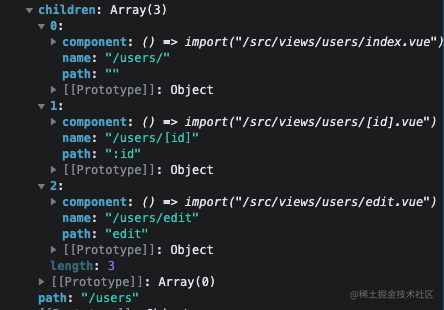 children: Array(3)
0:
component: () => import("/src/views/users/index.vue")
name: "/users/"
path: ""
[[Prototype]]: Object
1:
component: () => import("/src/views/users/[id].vue")
name: "/users/[id]"
path: ":id"
[[Prototype]]: Object
2:
component: () => import("/src/views/users/edit.vue")
name: "/users/edit"
path: "edit"
[[Prototype]]: Object
length: 3
[[Prototype]]: Array(0)
path: "/users"
@稀土掘金技术社区